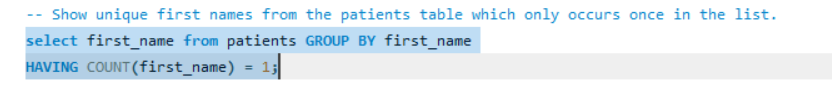 -- Show unique first names from the patients table which only occurs once in the list.
select first_name from patients GROUP BY first_name
HAVING COUNT(first_name) = 1;